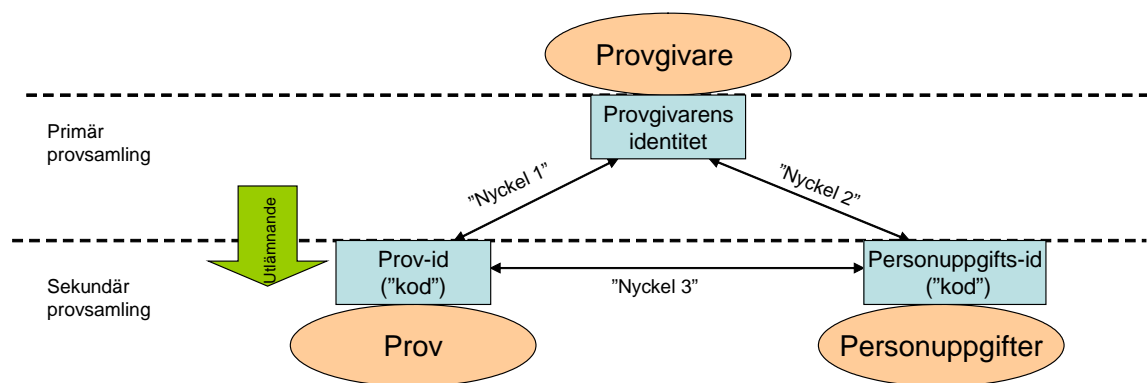 Provgivare
Provgivarens
identitet
Primär
provsamling
”Nyckel 1”
”Nyckel 2”
Utlämnande
Prov-id
(”kod”)
”Nyckel 3”
Personuppgifts-id
(”kod”)
Sekundär
provsamling
Prov
Personuppgifter